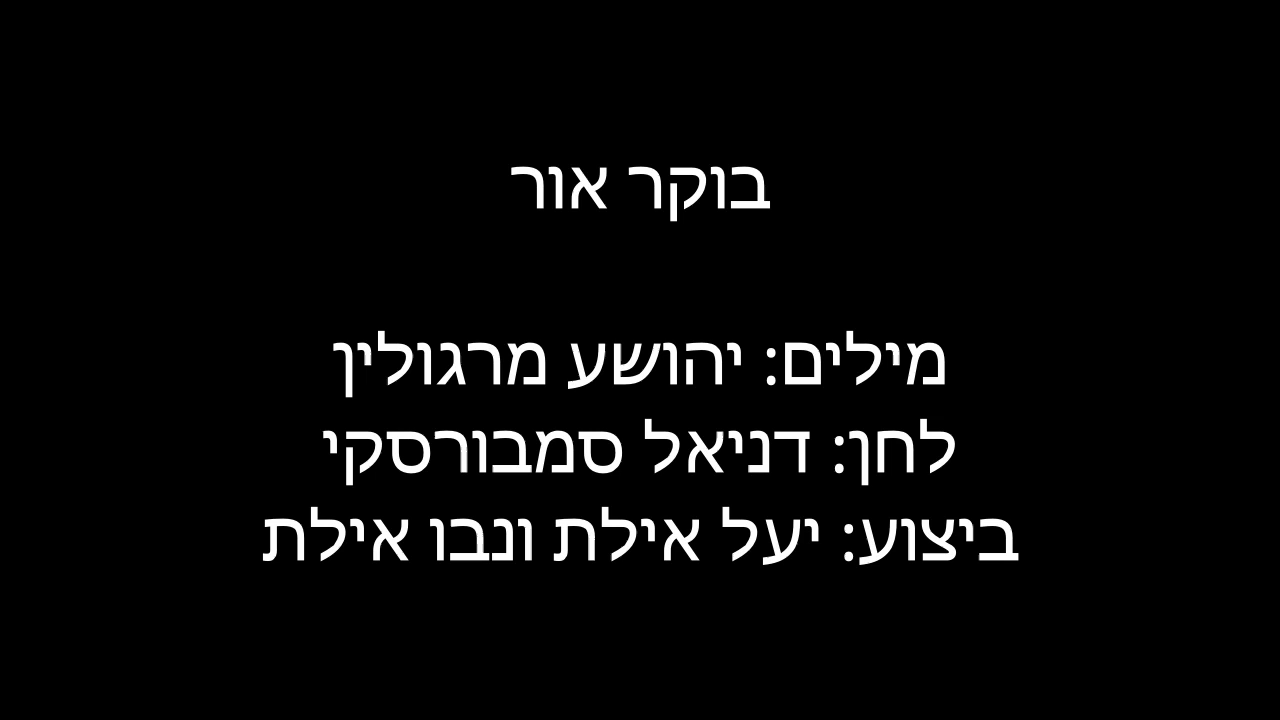 בוקר אור
מילים: יהושע מרגולין
לחן: דניאל סמבורסקי
ביצוע: יעל אילת ונבו אילת